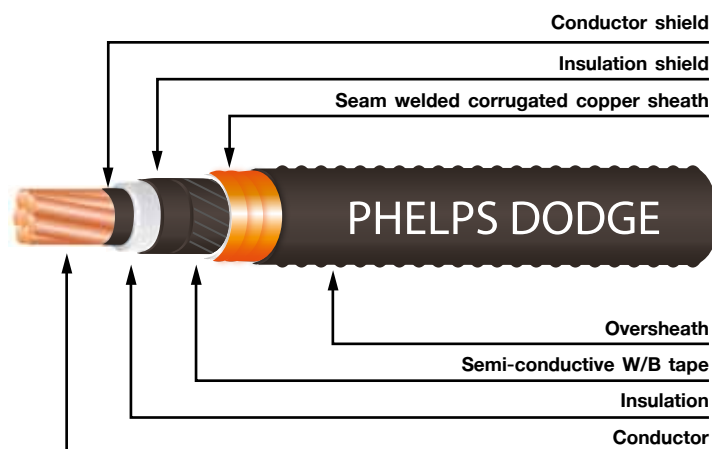 Conductor shield
Insulation shield
Seam welded corrugated copper sheath
PHELPS DODGE
Oversheath
Semi-conductive W/B tape
Insulation
Conductor